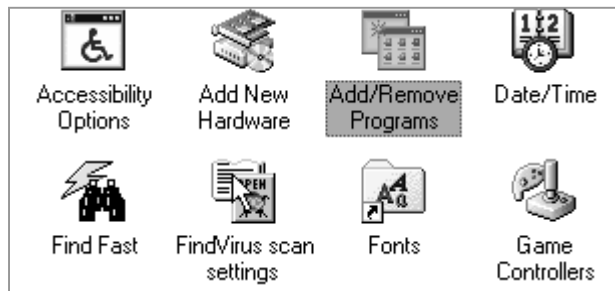 Accessibility
Options
Add New
Hardware
Add/Remove
Programs
Date/Time
Find Fast
FindVirus scan
settings
Fonts
Game
Controllers